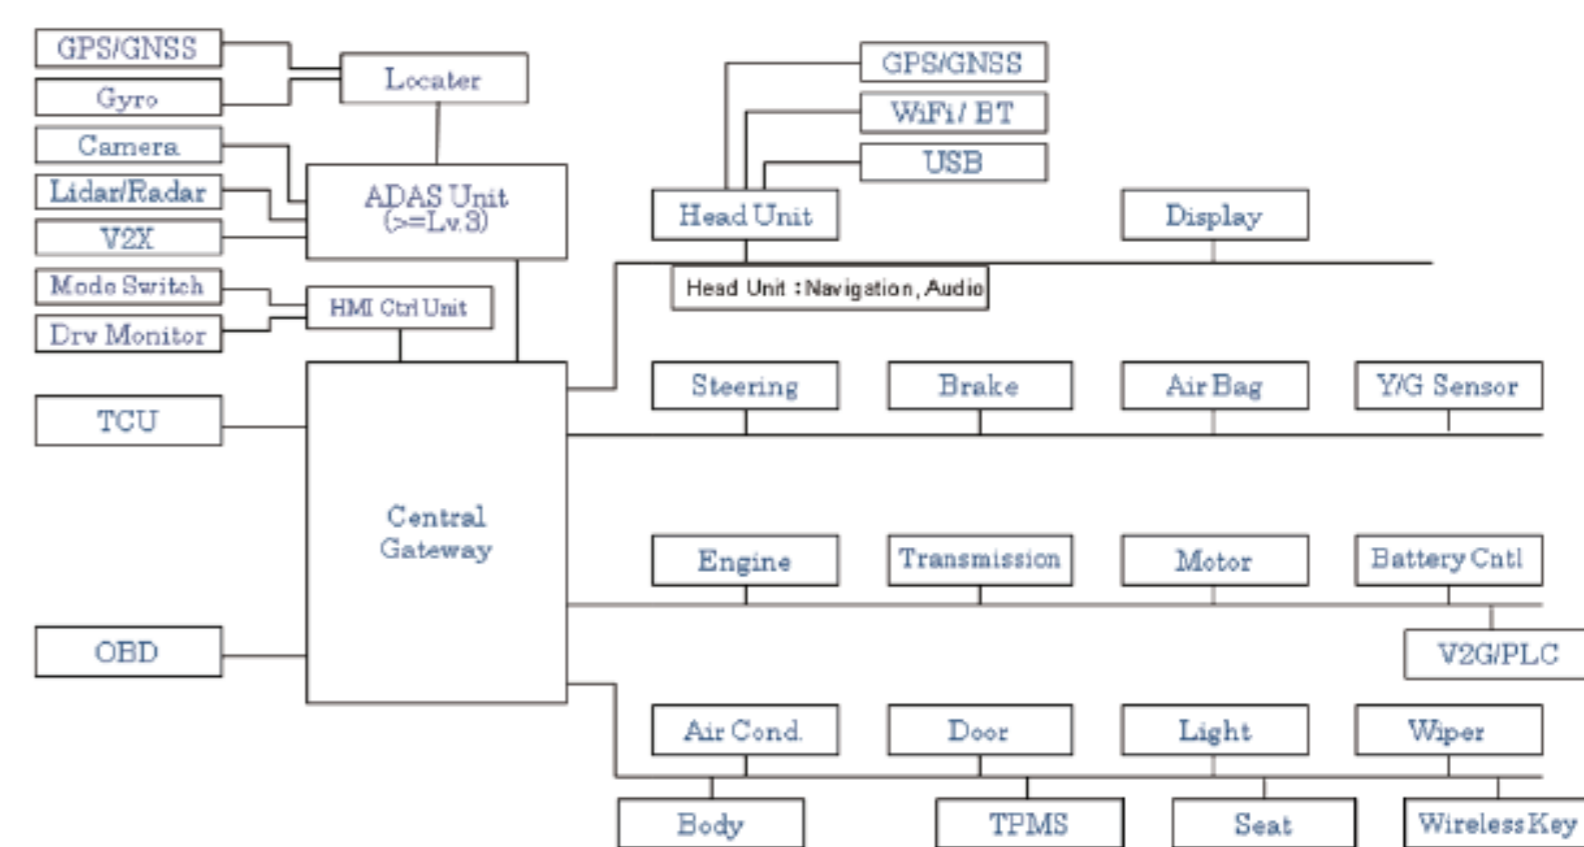 GPS/GNSS
Gyro
Camera
Lidar/Radar
V2X
Mode Switch
Drv Monitor
TCU
OBD
Locater
ADAS Unit
(>=Lv.3)
HMI Ctrl Unit
Central
Gateway
GPS/GNSS
WiFi / BT
USB
Head Unit
Display
Head Unit : Navigation, Audio
Steering
Brake
Air Bag
Y/G Sensor
Engine
Transmission
Motor
Battery Cntl
V2G/PLC
Air Cond.
Door
Light
Wiper
Body
TPMS
Seat
Wireless Key